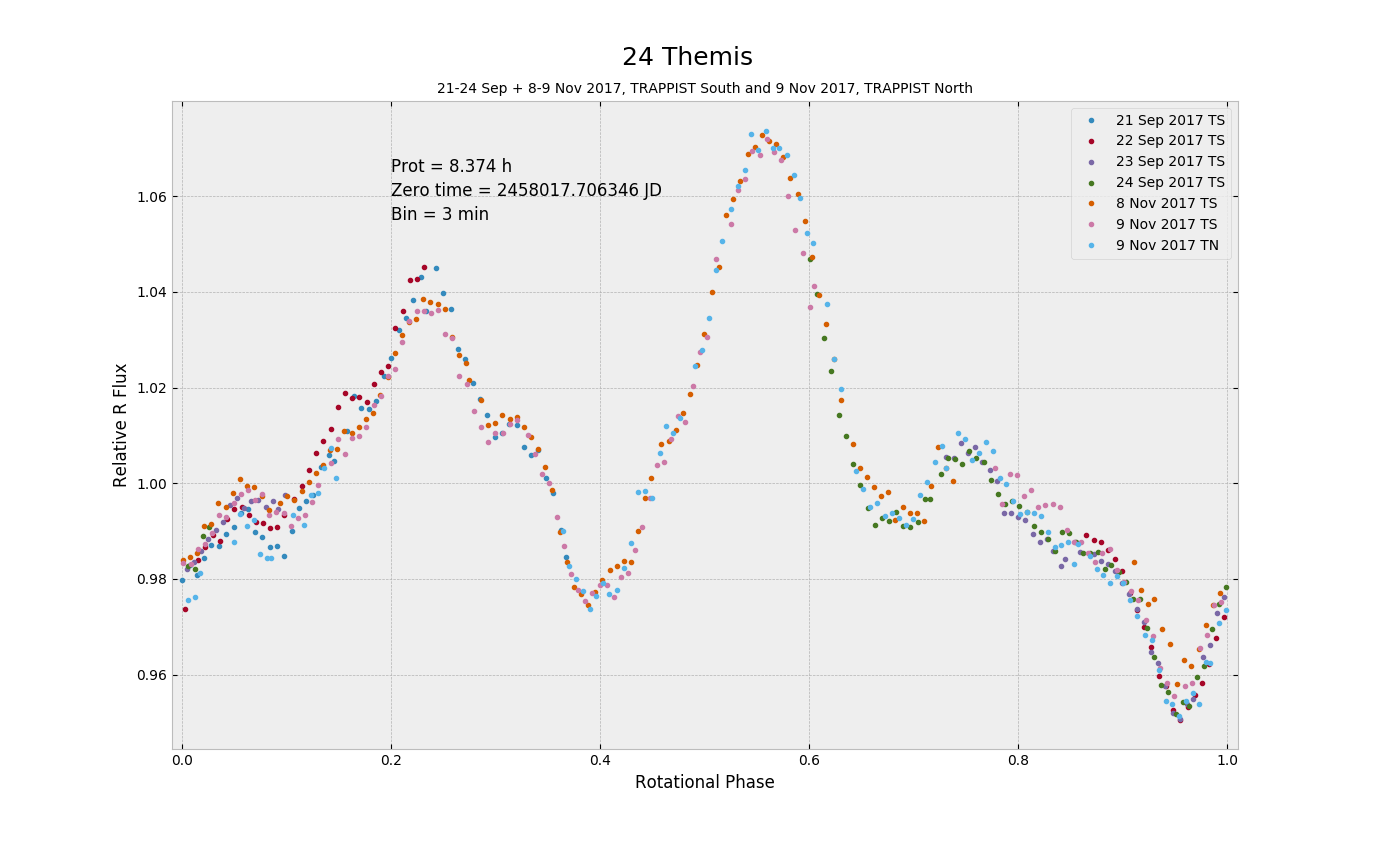 24 Themis
21-24 Sep + 8-9 Nov 2017, TRAPPIST South and 9 Nov 2017, TRAPPIST North
Prot = 8.374 h
Zero time = 2458017.706346 JD
Bin = 3 min
21 Sep 2017 TS
22 Sep 2017 TS
23 Sep 2017 TS
24 Sep 2017 TS
8 Nov 2017 TS
9 Nov 2017 TS
9 Nov 2017 TN
Relative R Flux
1.06
1.04
1.02
1.00
0.98
0.96
0.0 0.2 0.4 0.6 0.8 1.0
Rotational Phase